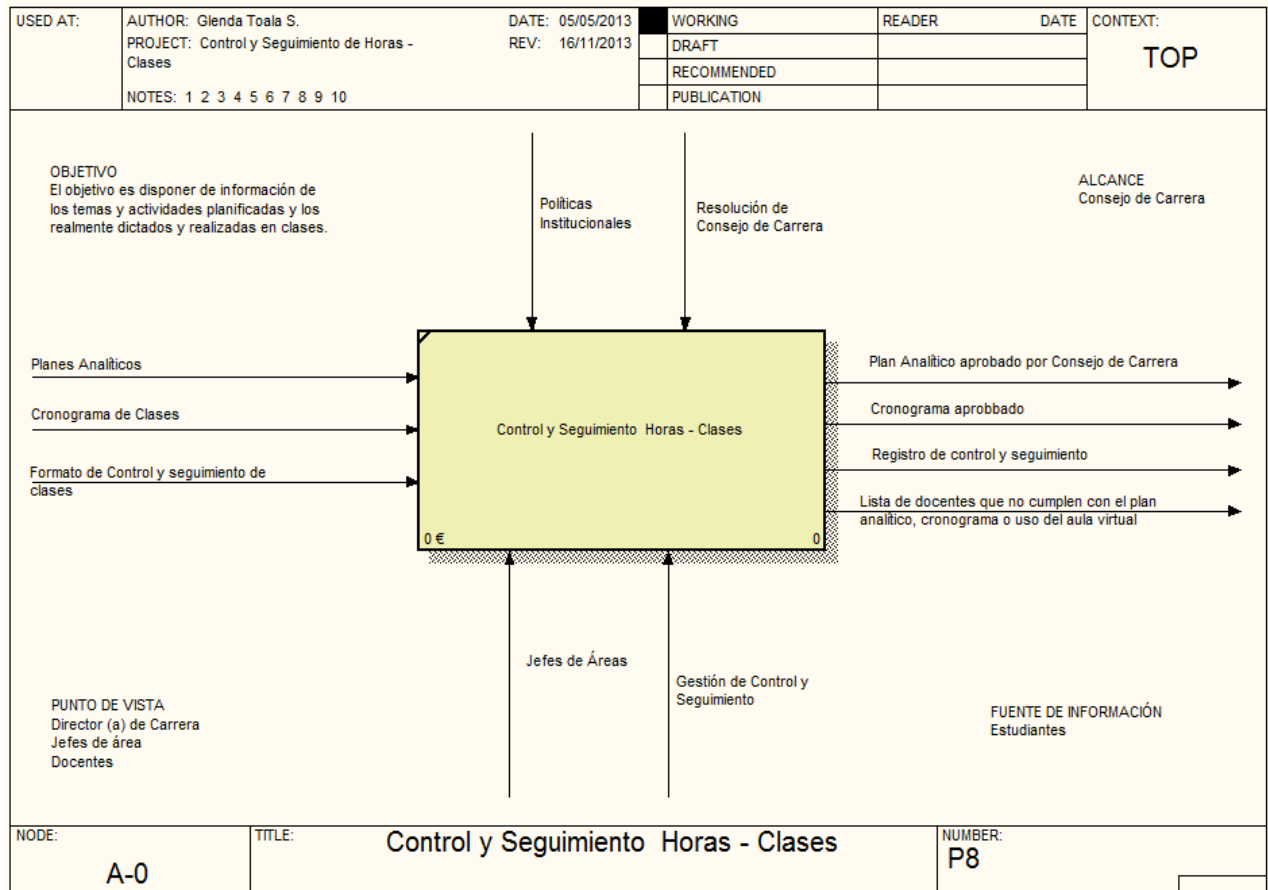 USED AT:
AUTHOR: Glenda Toala S.
DATE: 05/05/2013
WORKING
READER
DATE
CONTEXT:
PROJECT: Control y Seguimiento de Horas -
REV: 16/11/2013
DRAFT
Clases
TOP
RECOMMENDED
NOTES: 1 2 3 4 5 6 7 8 9 10
PUBLICATION
OBJETIVO
El objetivo es disponer de información de
los temas y actividades planificadas y los
realmente dictados y realizadas en clases.
Políticas
Institucionales
Resolución de
Consejo de Carrera
ALCANCE
Consejo de Carrera
Planes Analíticos
Cronograma de Clases
Formato de Control y seguimiento de
clases
Control y Seguimiento Horas - Clases
0 €
0
Plan Analítico aprobado por Consejo de Carrera
Cronograma aprobbado
Registro de control y seguimiento
Lista de docentes que no cumplen con el plan
analítico, cronograma o uso del aula virtual
Jefes de Áreas
Gestión de Control y
Seguimiento
PUNTO DE VISTA
Director (a) de Carrera
Jefes de área
Docentes
FUENTE DE INFORMACIÓN
Estudiantes
NODE:
A-0
TITLE:
Control y Seguimiento Horas - Clases
NUMBER:
P8